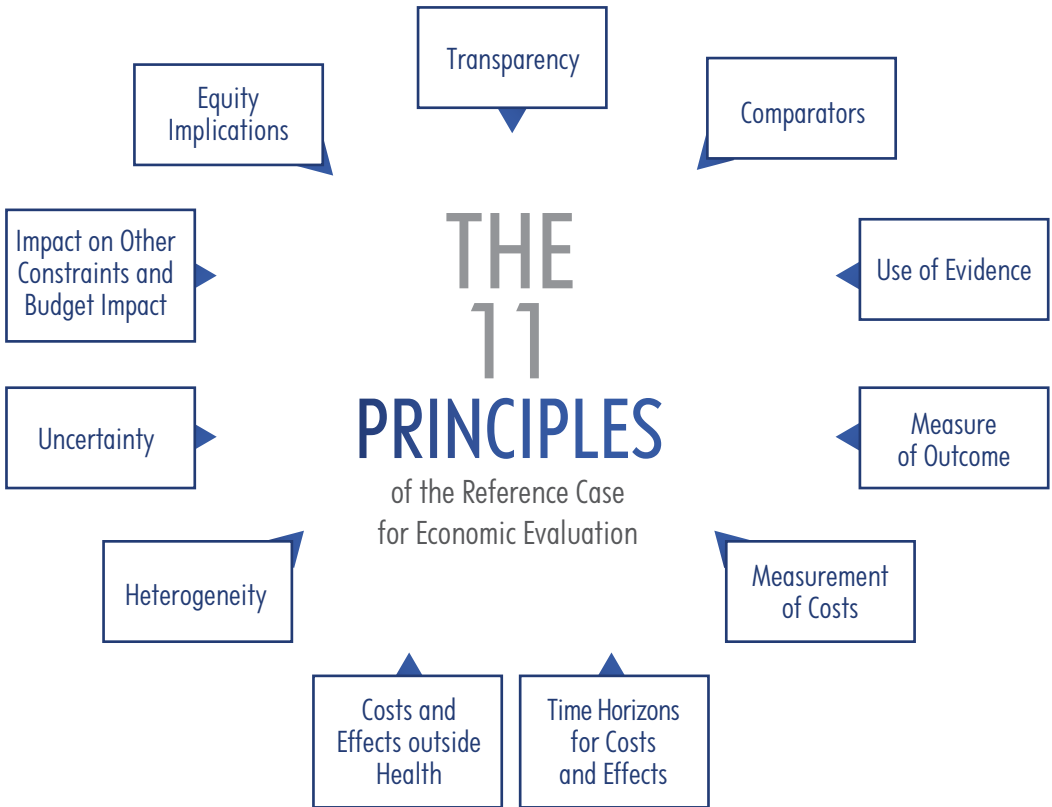 THE
11
PRINCIPLES
of the Reference Case
for Economic Evaluation
Transparency
Comparators
Use of Evidence
Measure
of Outcome
Measurement
of Costs
Time Horizons
for Costs
and Effects
Costs and
Effects outside
Health
Heterogeneity
Uncertainty
Impact on Other
Constraints and
Budget Impact
Equity
Implications